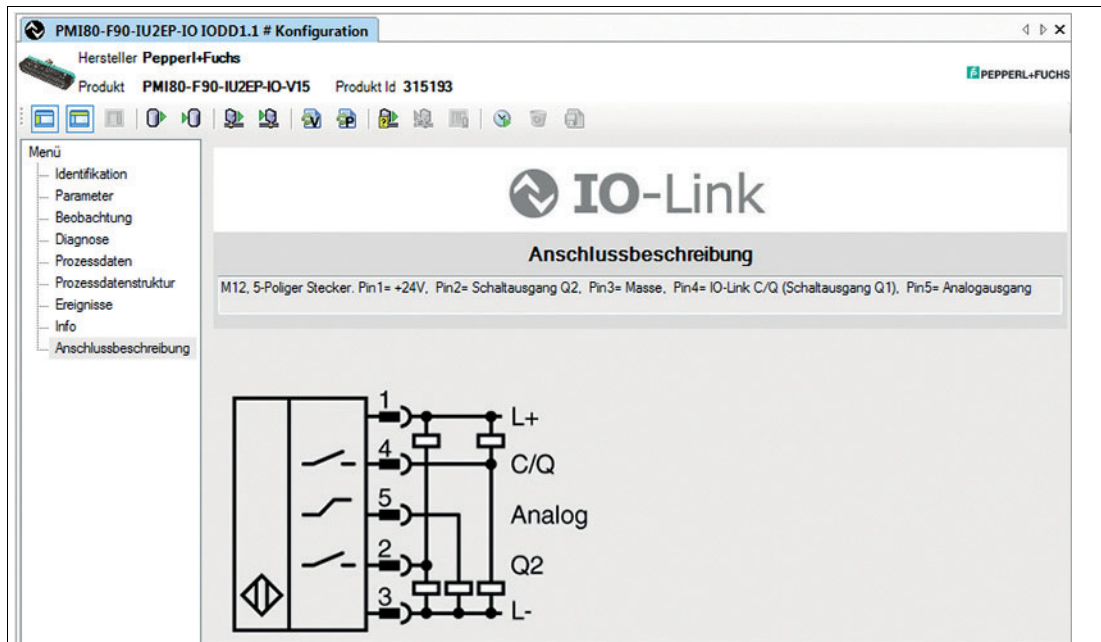 PMI80-F90-IU2EP-IO IODD1.1 # Konfiguration
Hersteller Pepperl+Fuchs
Produkt PMI80-F90-IU2EP-IO-V15 Produkt Id 315193
PEPPERL+FUCHS
Menü
Identifikation
Parameter
Beobachtung
Diagnose
Prozessdaten
Prozessdatenstruktur
Ereignisse
Info
Anschlussbeschreibung
IO-Link
Anschlussbeschreibung
M12, 5-Poliger Stecker. Pin1= +24V, Pin2= Schaltausgang Q2, Pin3= Masse, Pin4= IO-Link C/Q (Schaltausgang Q1), Pin5= Analogausgang
1 L+
4 C/Q
5 Analog
2 Q2
3 L-